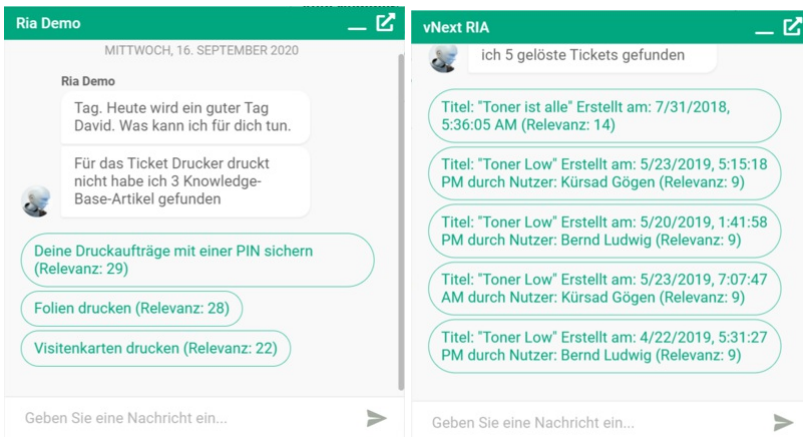 Ria Demo
MITTWOCH, 16. SEPTEMBER 2020
Ria Demo
Tag. Heute wird ein guter Tag
David. Was kann ich für dich tun.
Für das Ticket Drucker druckt
nicht habe ich 3 Knowledge-
Base-Artikel gefunden
Deine Druckaufträge mit einer PIN sichern
(Relevanz: 29)
Folien drucken (Relevanz: 28)
Visitenkarten drucken (Relevanz: 22)
Geben Sie eine Nachricht ein...
vNext RIA
ich 5 gelöste Tickets gefunden
Titel: "Toner ist alle" Erstellt am: 7/31/2018,
5:36:05 AM (Relevanz: 14)
Titel: "Toner Low" Erstellt am: 5/23/2019, 5:15:18
PM durch Nutzer: Kürsad Gögen (Relevanz: 9)
Titel: "Toner Low" Erstellt am: 5/20/2019, 1:41:58
PM durch Nutzer: Bernd Ludwig (Relevanz: 9)
Titel: "Toner Low" Erstellt am: 5/23/2019, 7:07:47
AM durch Nutzer: Kürsad Gögen (Relevanz: 9)
Titel: "Toner Low" Erstellt am: 4/22/2019, 5:31:27
PM durch Nutzer: Bernd Ludwig (Relevanz: 9)
Geben Sie eine Nachricht ein...